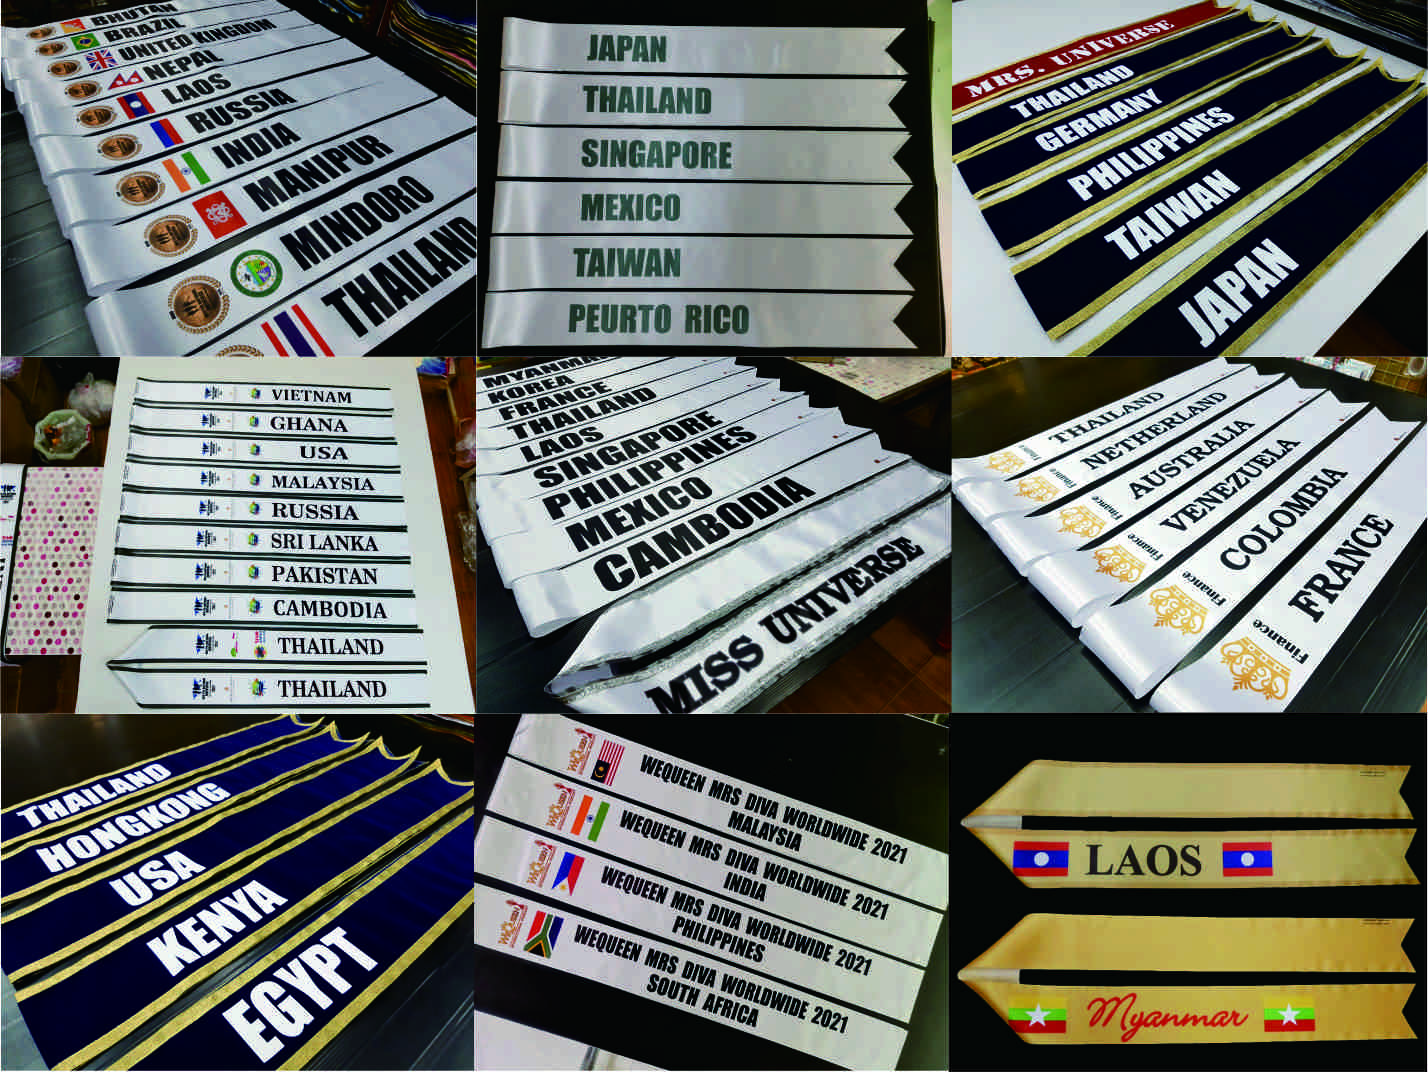 BHUTAN
BRAZIL
UNITED KINGDOM
NEPAL
LAOS
RUSSIA
INDIA
MANIPUR
MINDORO
THAILAND
JAPAN
THAILAND
SINGAPORE
MEXICO
TAIWAN
PEURTO RICO
MRS. UNIVERSE
THAILAND
GERMANY
PHILIPPINES
TAIWAN
JAPAN
VIETNAM
GHANA
USA
MALAYSIA
RUSSIA
SRI LANKA
PAKISTAN
CAMBODIA
THAILAND
THAILAND
KOREA
FRANCE
THAILAND
LAOS
SINGAPORE
PHILIPPINES
MEXICO
CAMBODIA
MISS UNIVERSE
Finance THAILAND
Finance NETHERLAND
Finance AUSTRALIA
Finance VENEZUELA
Finance COLOMBIA
Finance FRANCE
THAILAND
HONGKONG
USA
KENYA
EGYPT
WEQUEEN MRS DIVA WORLDWIDE 2021
MALAYSIA
WEQUEEN MRS DIVA WORLDWIDE 2021
INDIA
WEQUEEN MRS DIVA WORLDWIDE 2021
PHILIPPINES
WEQUEEN MRS DIVA WORLDWIDE 2021
SOUTH AFRICA
LAOS
Myanmar